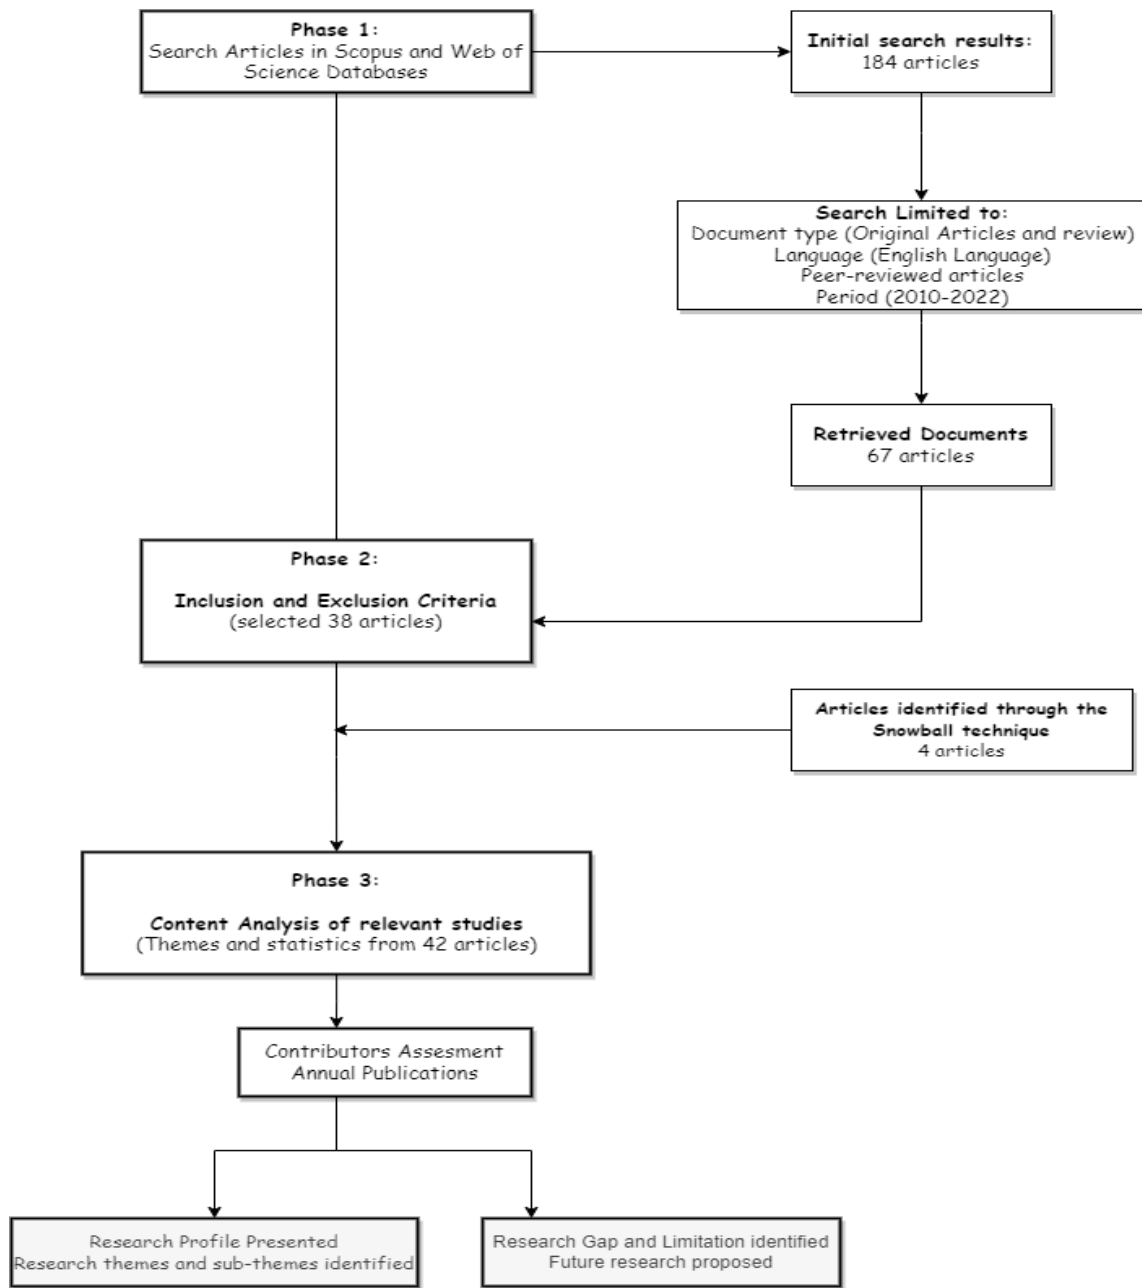 Phase 1:
Search Articles in Scopus and Web of
Science Databases
Initial search results:
184 articles
Search Limited to:
Document type (Original Articles and review)
Language (English Language)
Peer-reviewed articles
Period (2010-2022)
Retrieved Documents
67 articles
Phase 2:
Inclusion and Exclusion Criteria
(selected 38 articles)
Articles identified through the
Snowball technique
4 articles
Phase 3:
Content Analysis of relevant studies
(Themes and statistics from 42 articles)
Contributors Assesment
Annual Publications
Research Profile Presented
Research themes and sub-themes identified
Research Gap and Limitation identified
Future research proposed